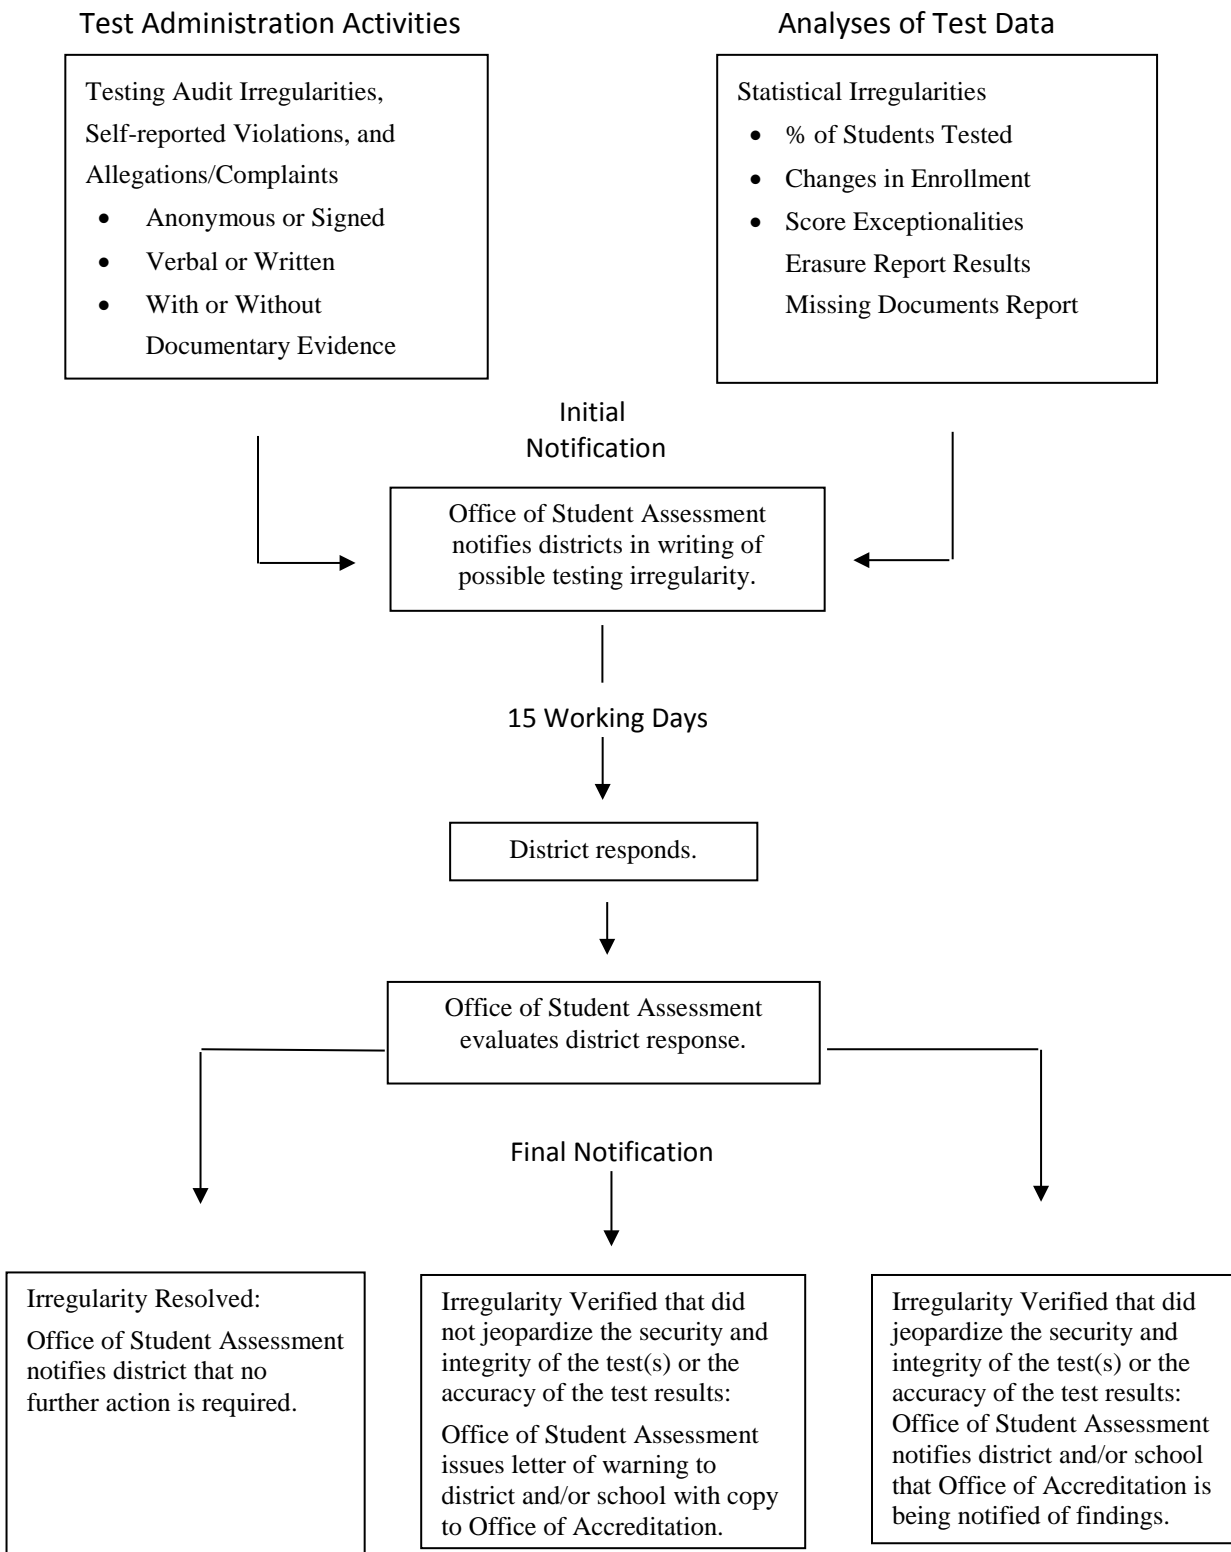 Test Administration Activities
Testing Audit Irregularities,
Self-reported Violations, and
Allegations/Complaints
• Anonymous or Signed
• Verbal or Written
• With or Without
Documentary Evidence
Analyses of Test Data
Statistical Irregularities
• % of Students Tested
• Changes in Enrollment
• Score Exceptionalities
Erasure Report Results
Missing Documents Report
Initial
Notification
Office of Student Assessment
notifies districts in writing of
possible testing irregularity.
15 Working Days
District responds.
Office of Student Assessment
evaluates district response.
Final Notification
Irregularity Resolved:
Office of Student Assessment
notifies district that no
further action is required.
Irregularity Verified that did
not jeopardize the security and
integrity of the test(s) or the
accuracy of the test results:
Office of Student Assessment
issues letter of warning to
district and/or school with copy
to Office of Accreditation.
Irregularity Verified that did
jeopardize the security and
integrity of the test(s) or the
accuracy of the test results:
Office of Student Assessment
notifies district and/or school
that Office of Accreditation is
being notified of findings.